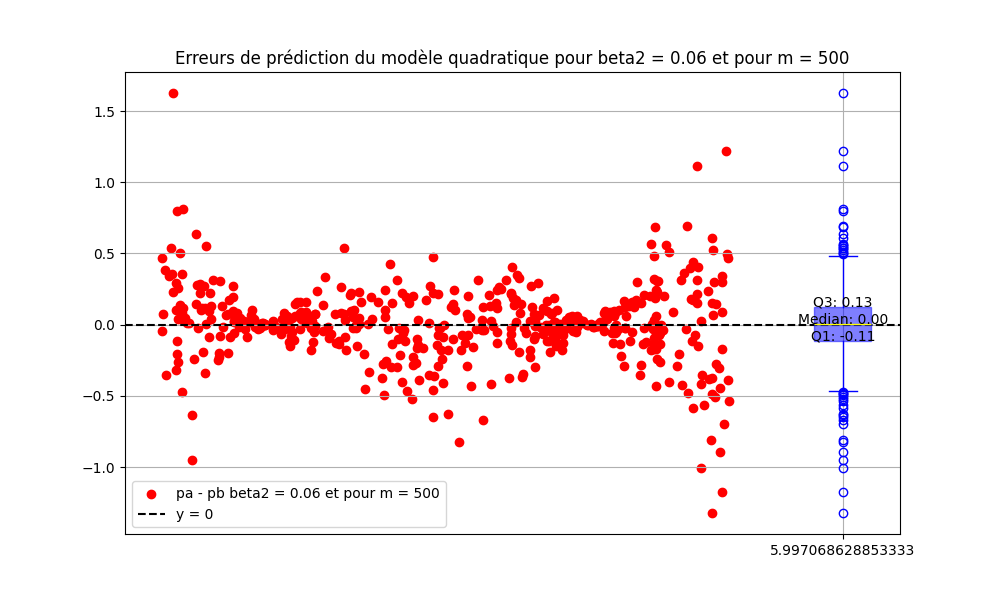 Erreurs de prédiction du modèle quadratique pour beta2 = 0.06 et pour m = 500
1.5
1.0
0.5
0.0
−0.5
−1.0
Q3: 0.13
Median: 0.00
Q1: -0.11
pa - pb beta2 = 0.06 et pour m = 500
y = 0
5.997068628853333